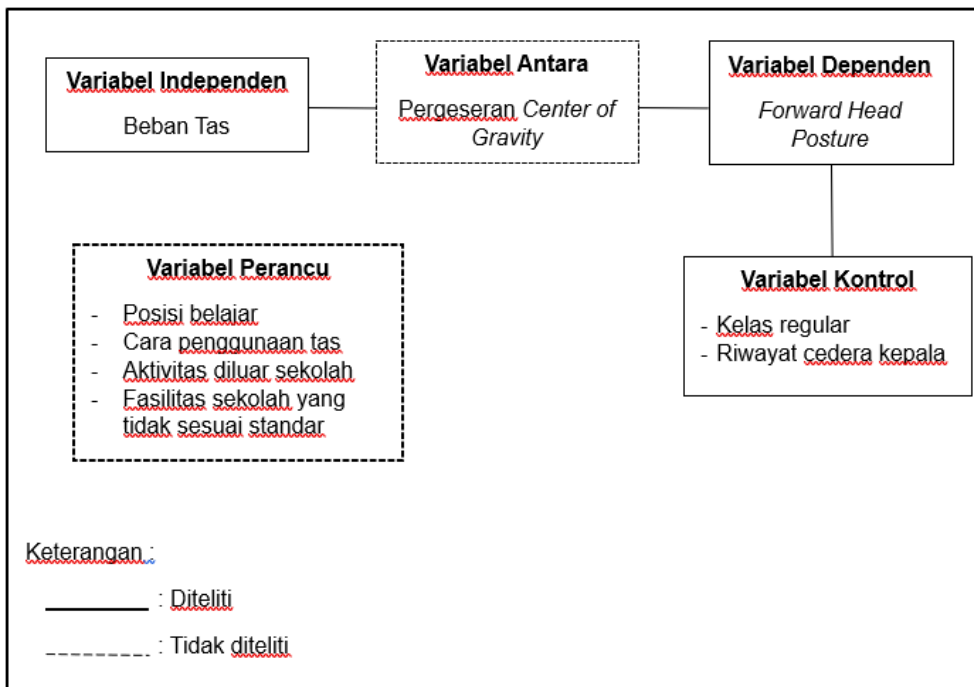 Variabel Independen
Beban Tas
Variabel Antara
Pergeseran Center of
Gravity
Variabel Dependen
Forward Head
Posture
Variabel Perancu
- Posisi belajar
- Cara penggunaan tas
- Aktivitas diluar sekolah
- Fasilitas sekolah yang
tidak sesuai standar
Variabel Kontrol
- Kelas regular
- Riwayat cedera kepala
Keterangan :
: Diteliti
: Tidak diteliti